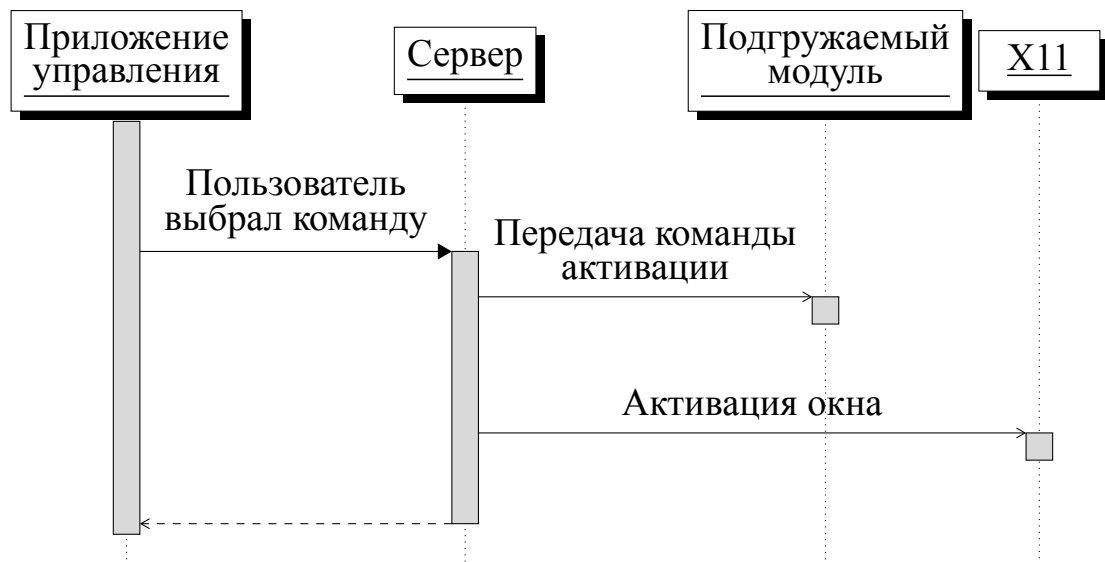 Приложение
управления
Сервер
Подгружаемый
модуль
X11
Пользователь
выбрал команду
Передача команды
активации
Активация окна